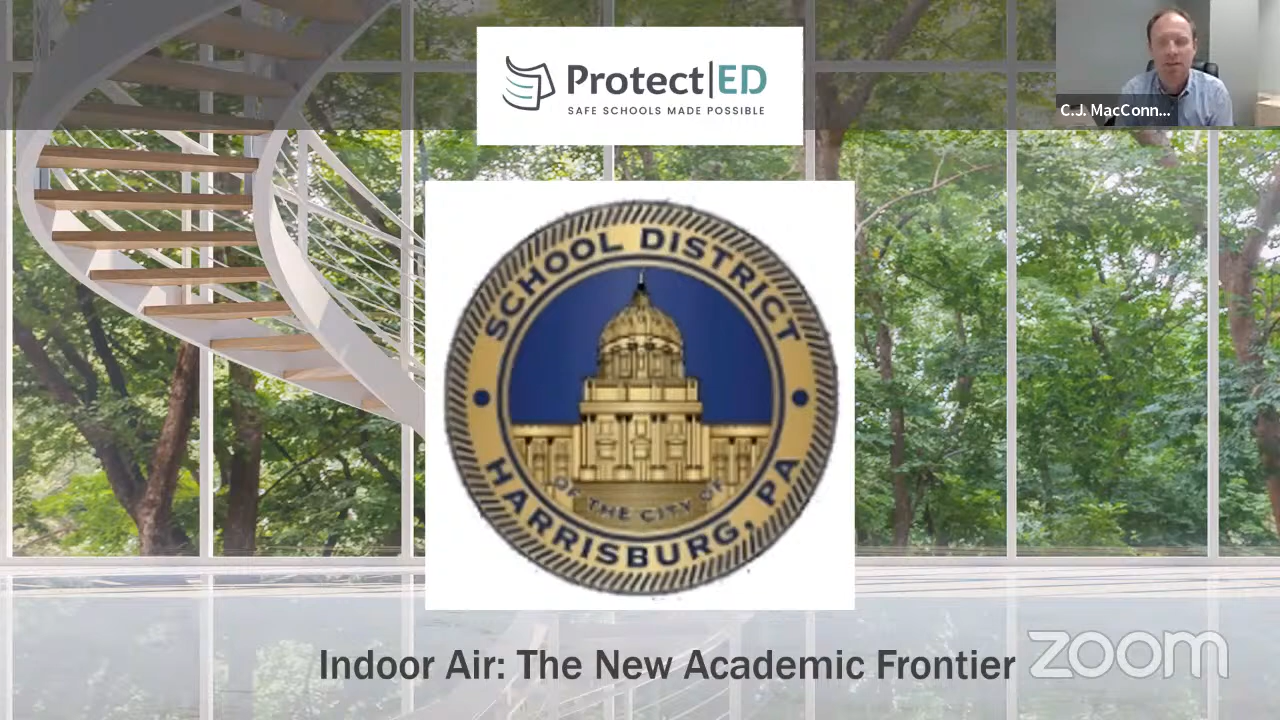 Protect|ED
SAFE SCHOOLS MADE POSSIBLE
C.J. MacConn...
SCHOOL DISTRICT
OF THE CITY OF
HARRISBURG, PA
Indoor Air: The New Academic Frontier
zoom